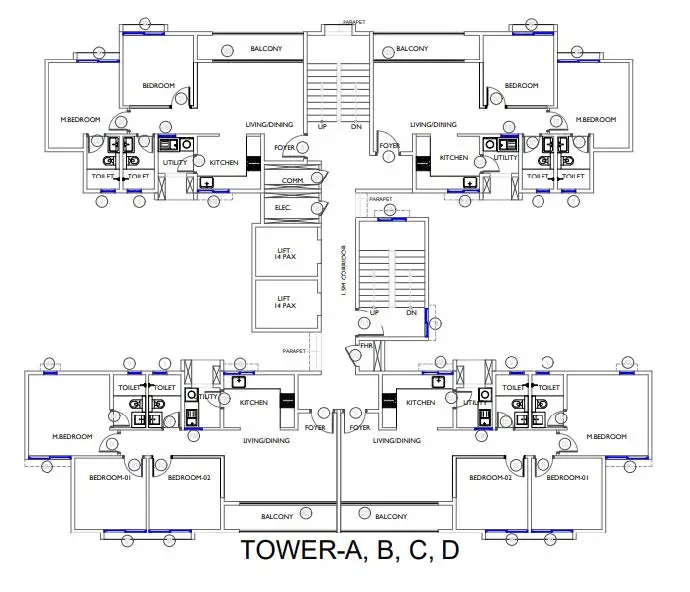 PARAPET
BALCONY
BALCONY
BEDROOM
BEDROOM
M.BEDROOM
LIVING/DINING
UP
DN
LIVING/DINING
M.BEDROOM
FOYER
FOYER
UTILITY
KITCHEN
KITCHEN
UTILITY
TOILET
TOILET
TOILET
TOILET
COMM.
ELEC.
PARAPET
LIFT
14 PAX
1.5M CORRIDOR
LIFT
14 PAX
UP
DN
FHR
PARAPET
TOILET
TOILET
UTILITY
KITCHEN
KITCHEN
UTILITY
TOILET
TOILET
FOYER
FOYER
M.BEDROOM
LIVING/DINING
LIVING/DINING
M.BEDROOM
BEDROOM-01
BEDROOM-02
BEDROOM-02
BEDROOM-01
BALCONY
BALCONY
TOWER-A, B, C, D